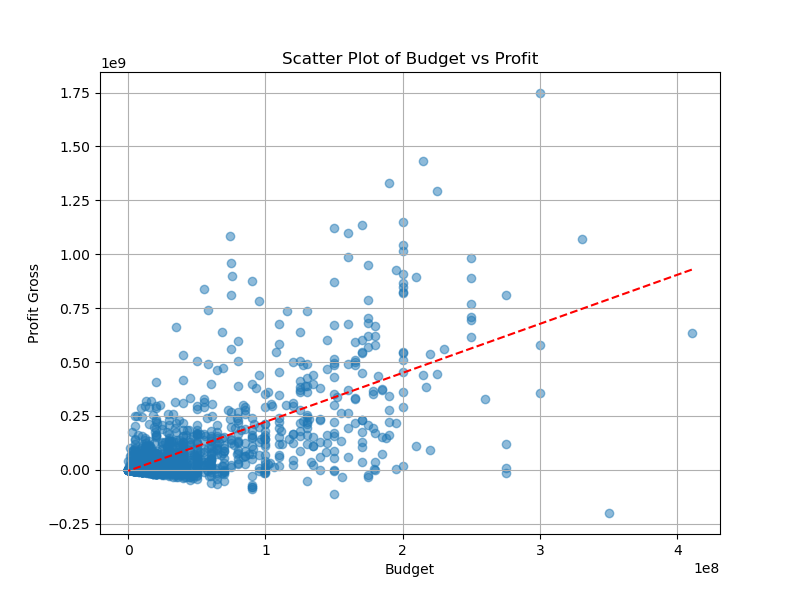 Scatter Plot of Budget vs Profit
1e9
1.75
1.50
1.25
1.00
0.75
0.50
0.25
0.00
−0.25
Profit Gross
0 1 2 3 4
1e8
Budget